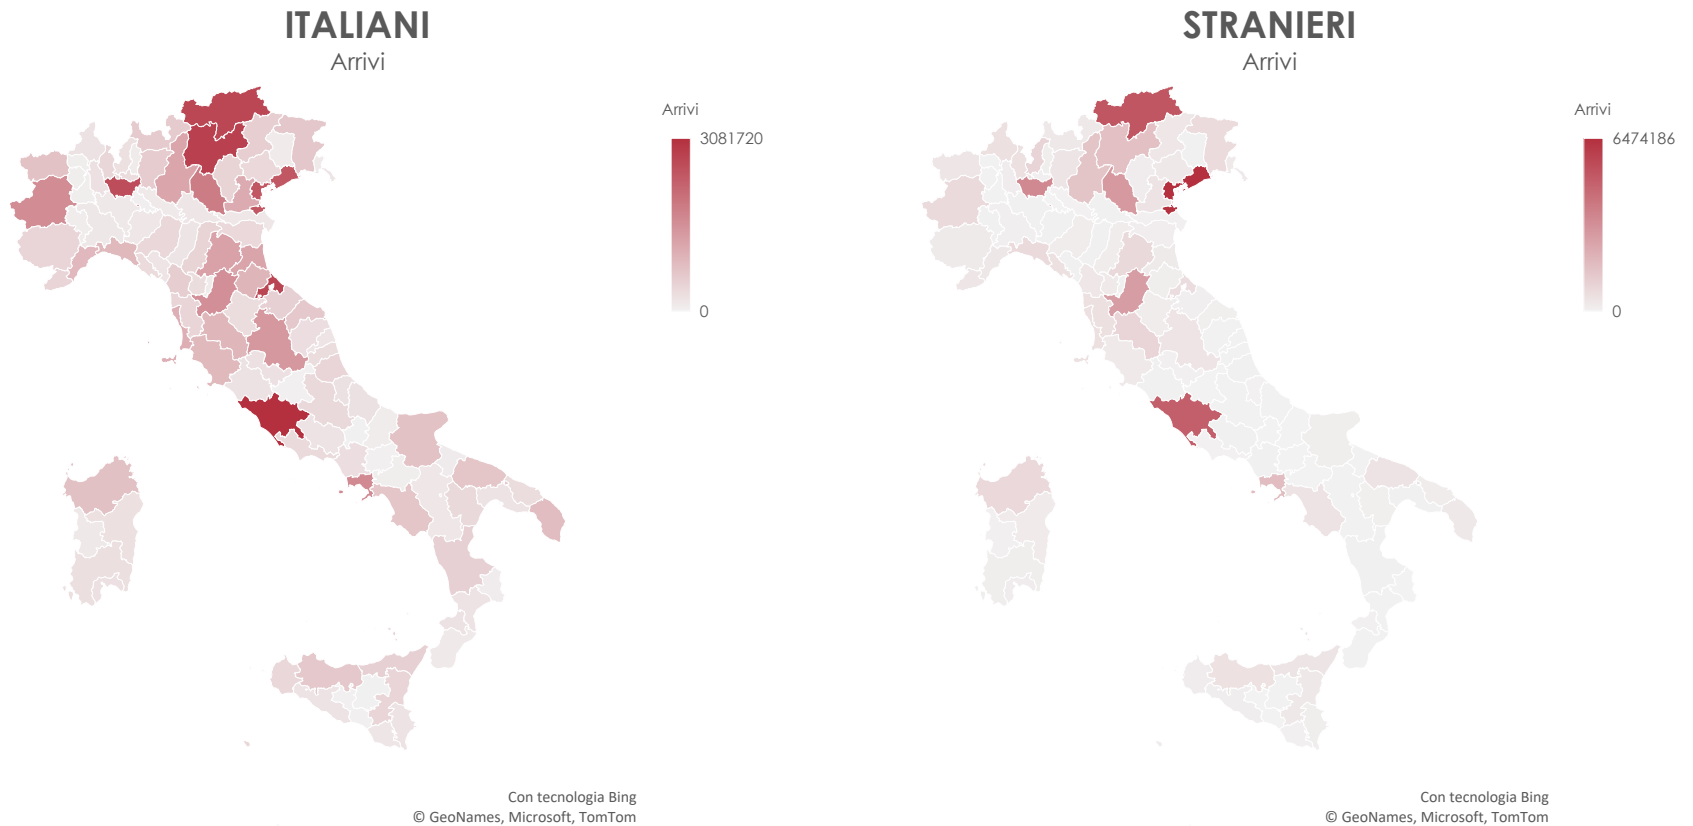 ITALIANI
Arrivi
Arrivi
3081720
0
Con tecnologia Bing
© GeoNames, Microsoft, TomTom
STRANIERI
Arrivi
Arrivi
6474186
0
Con tecnologia Bing
© GeoNames, Microsoft, TomTom